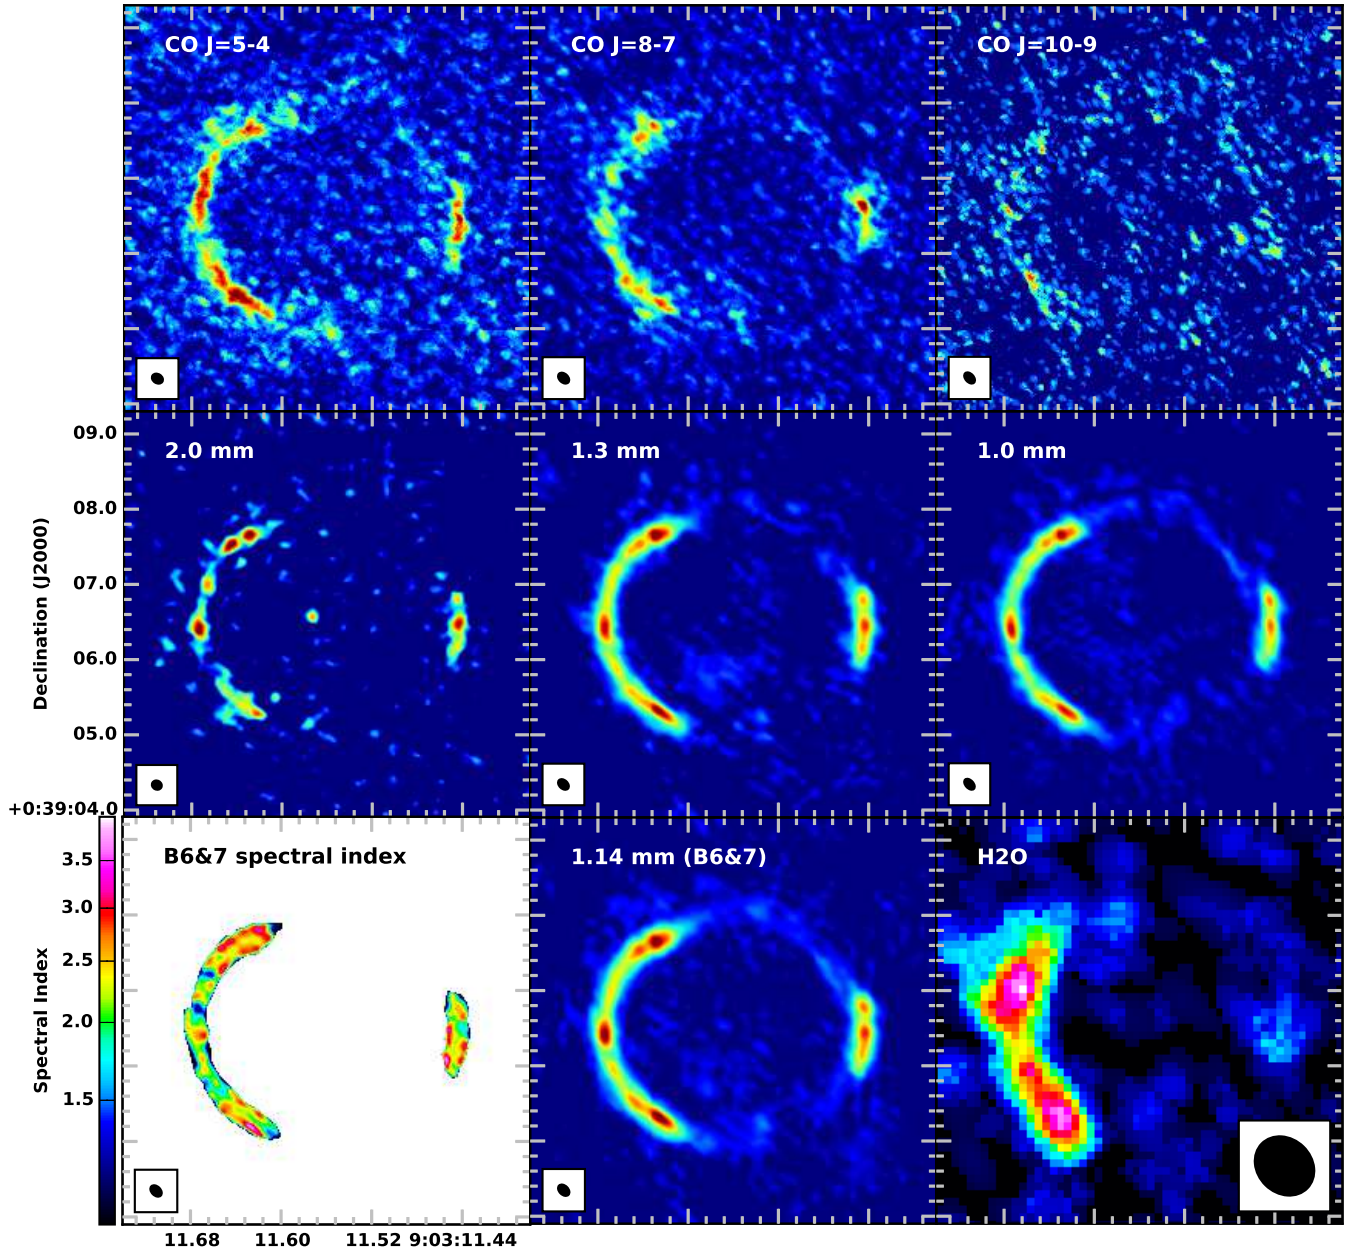 CO J=5-4
CO J=8-7
CO J=10-9
2.0 mm
1.3 mm
1.0 mm
09.0
08.0
07.0
06.0
05.0
+0:39:04.0
Declination (J2000)
B6&7 spectral index
1.14 mm (B6&7)
H2O
3.5
3.0
2.5
2.0
1.5
Spectral Index
11.68 11.60 11.52 9:03:11.44